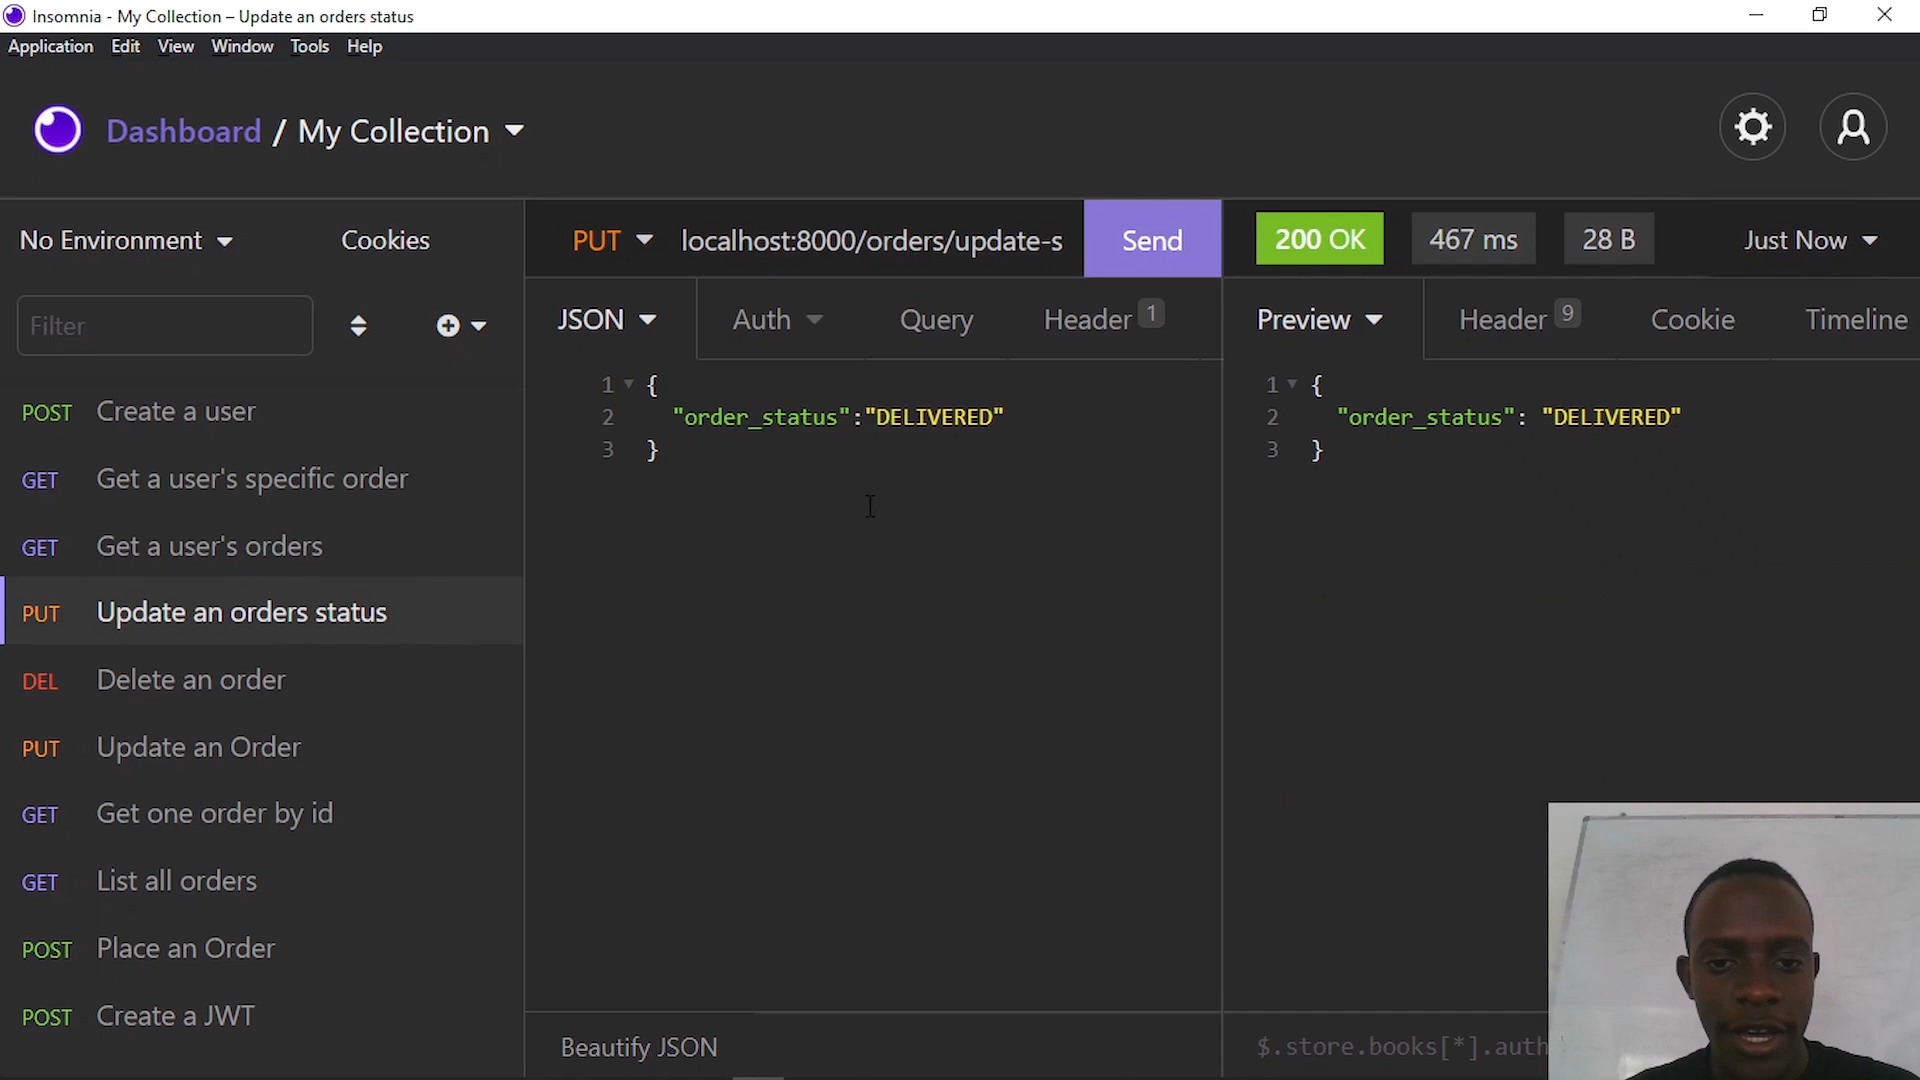 Insomnia - My Collection – Update an orders status
Application Edit View Window Tools Help
Dashboard / My Collection
No Environment Cookies
PUT localhost:8000/orders/update-s Send
200 OK 467 ms 28 B Just Now
Filter
JSON Auth Query Header 1
Preview Header 9 Cookie Timeline
1 {
2 "order_status":"DELIVERED"
3 }
1 {
2 "order_status": "DELIVERED"
3 }
POST Create a user
GET Get a user's specific order
GET Get a user's orders
PUT Update an orders status
DEL Delete an order
PUT Update an Order
GET Get one order by id
GET List all orders
POST Place an Order
POST Create a JWT
Beautify JSON
$.store.books[*].auth